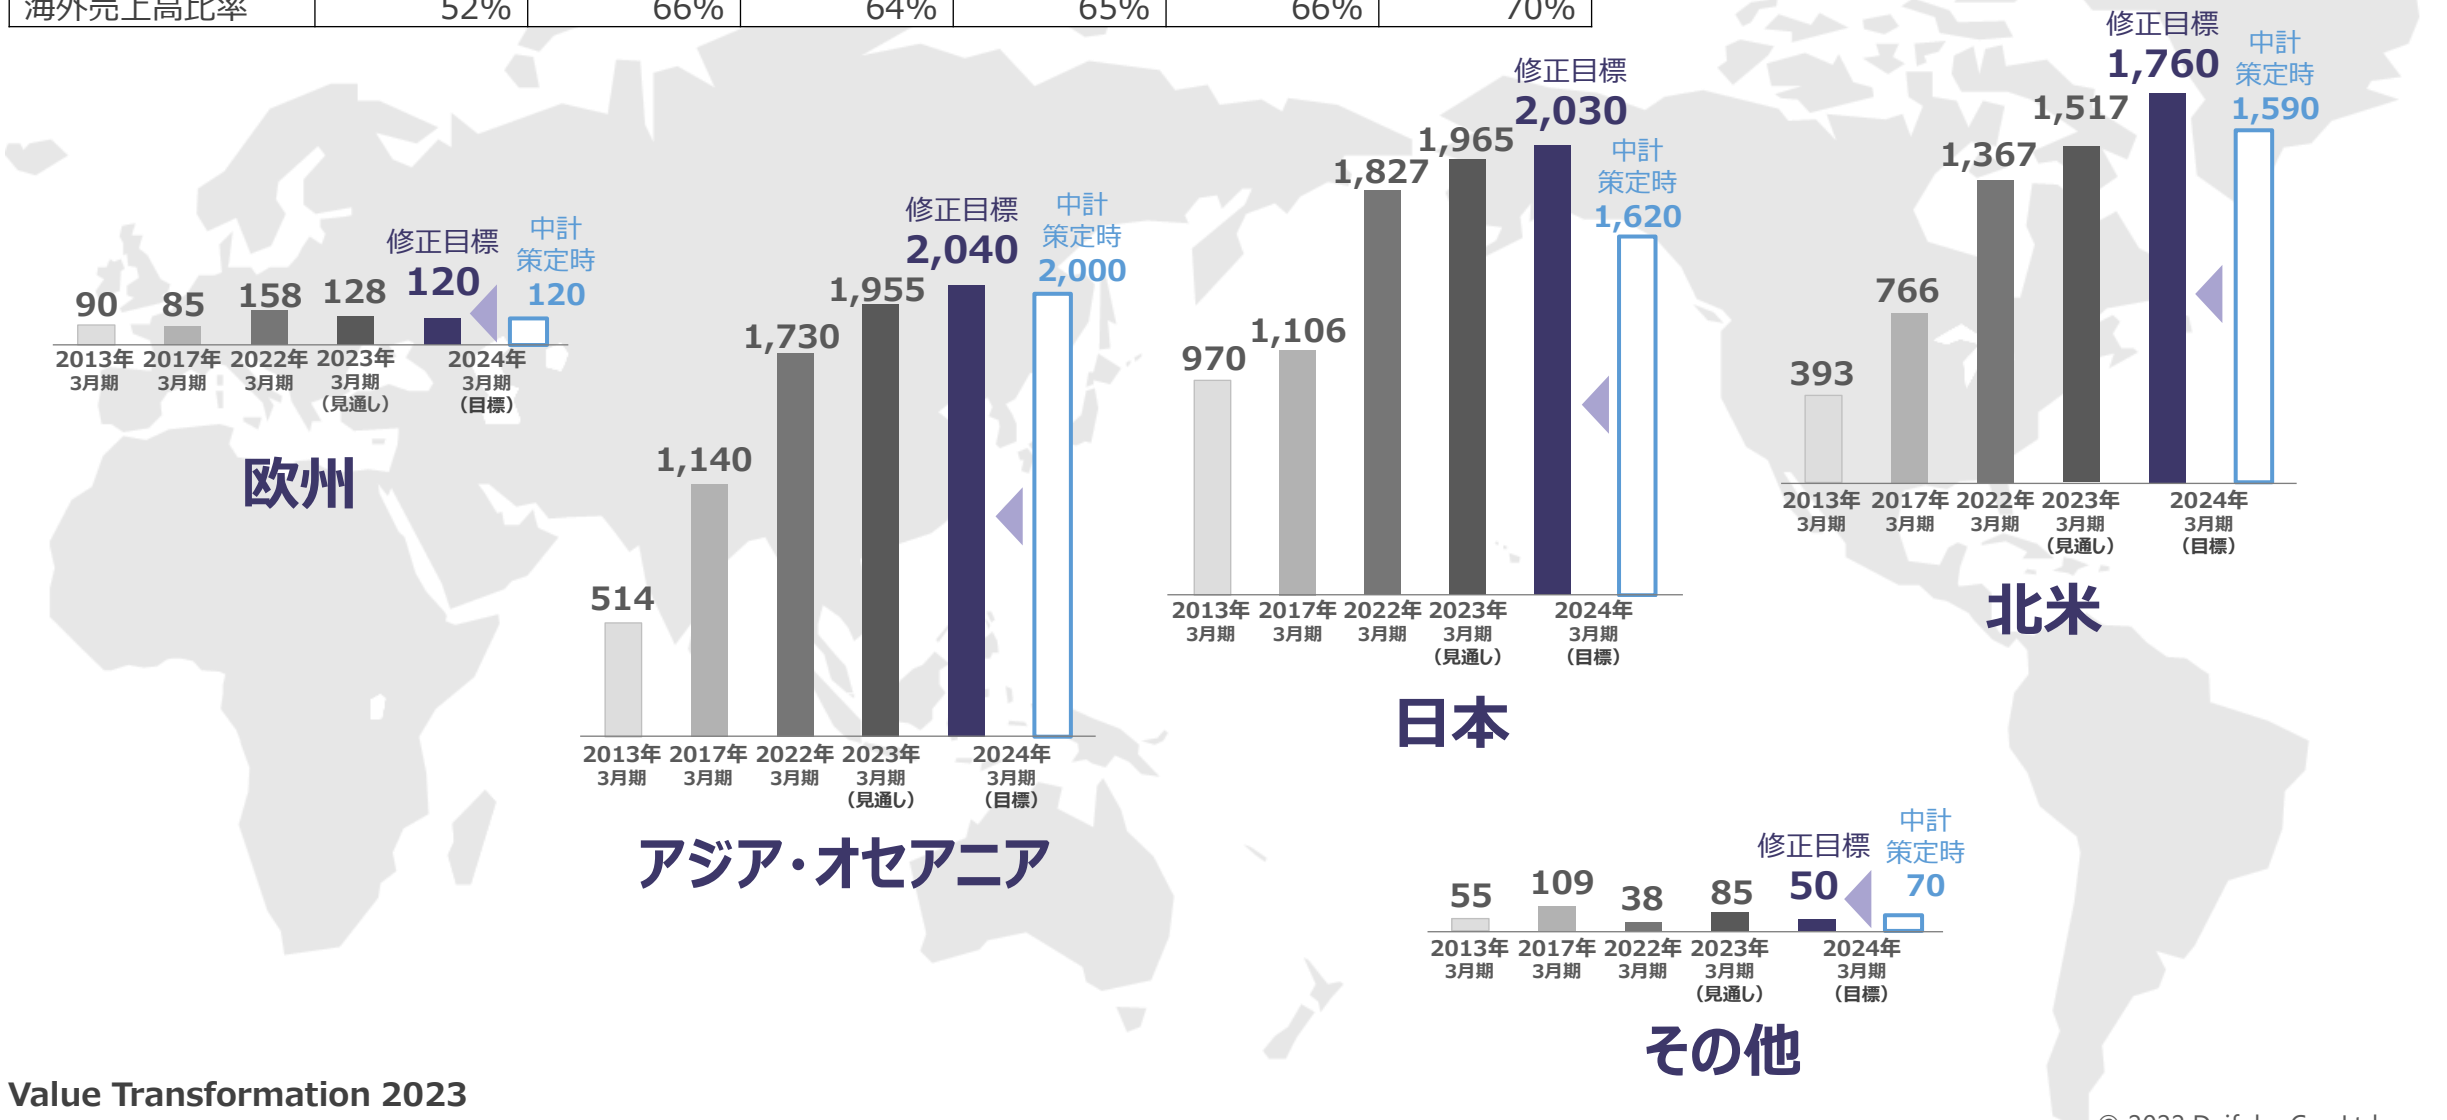 海外売上高比率 52% 66% 64% 65% 66% 70%
修正目標
120
中計
策定時
120
90 85 158 128
2013年 2017年 2022年 2023年 2024年
3月期 3月期 3月期 3月期 3月期
(見通し) (目標)
欧州
修正目標
2,040
中計
策定時
2,000
514 1,140 1,730 1,955
2013年 2017年 2022年 2023年 2024年
3月期 3月期 3月期 3月期 3月期
(見通し) (目標)
アジア・オセアニア
修正目標
2,030
中計
策定時
1,620
970 1,106 1,827 1,965
2013年 2017年 2022年 2023年 2024年
3月期 3月期 3月期 3月期 3月期
(見通し) (目標)
日本
修正目標
1,760
中計
策定時
1,590
393 766 1,367 1,517
2013年 2017年 2022年 2023年 2024年
3月期 3月期 3月期 3月期 3月期
(見通し) (目標)
北米
修正目標
50
中計
策定時
70
55 109 38 85
2013年 2017年 2022年 2023年 2024年
3月期 3月期 3月期 3月期 3月期
(見通し) (目標)
その他
Value Transformation 2023
© 2022 Daifuku Co., Ltd.